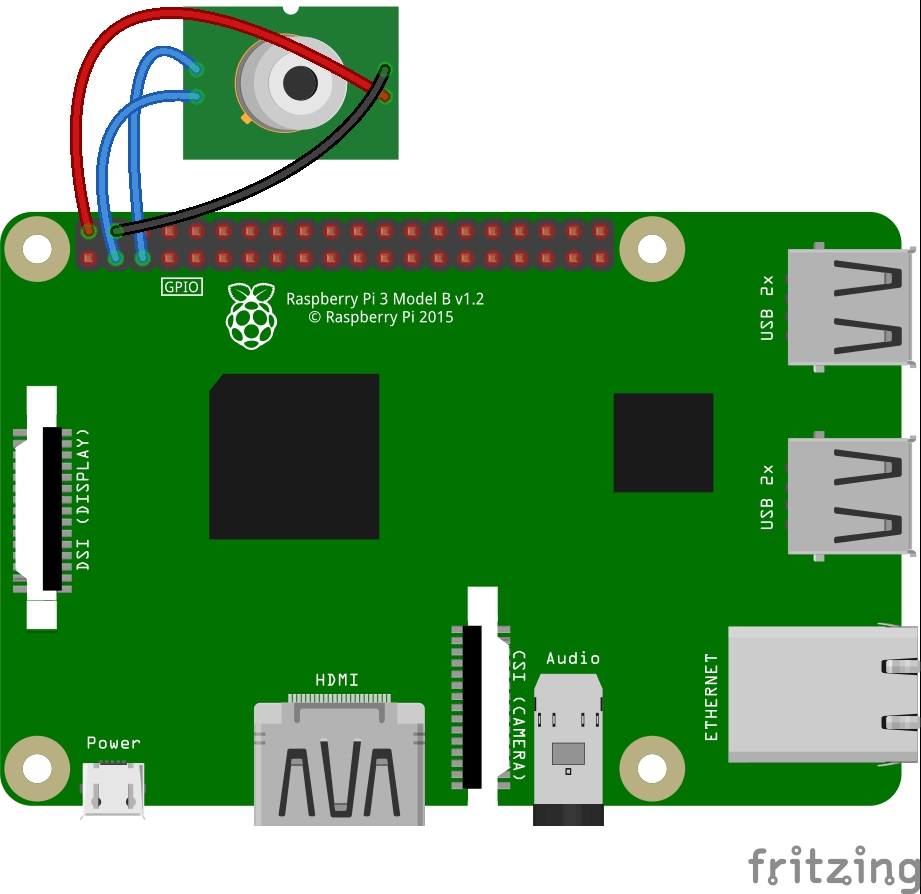 GPIO
Raspberry Pi 3 Model B v1.2
© Raspberry Pi 2015
USB 2x
DSI (DISPLAY)
USB 2x
HDMI
CSI (CAMERA)
Audio
ETHERNET
Power
fritzing